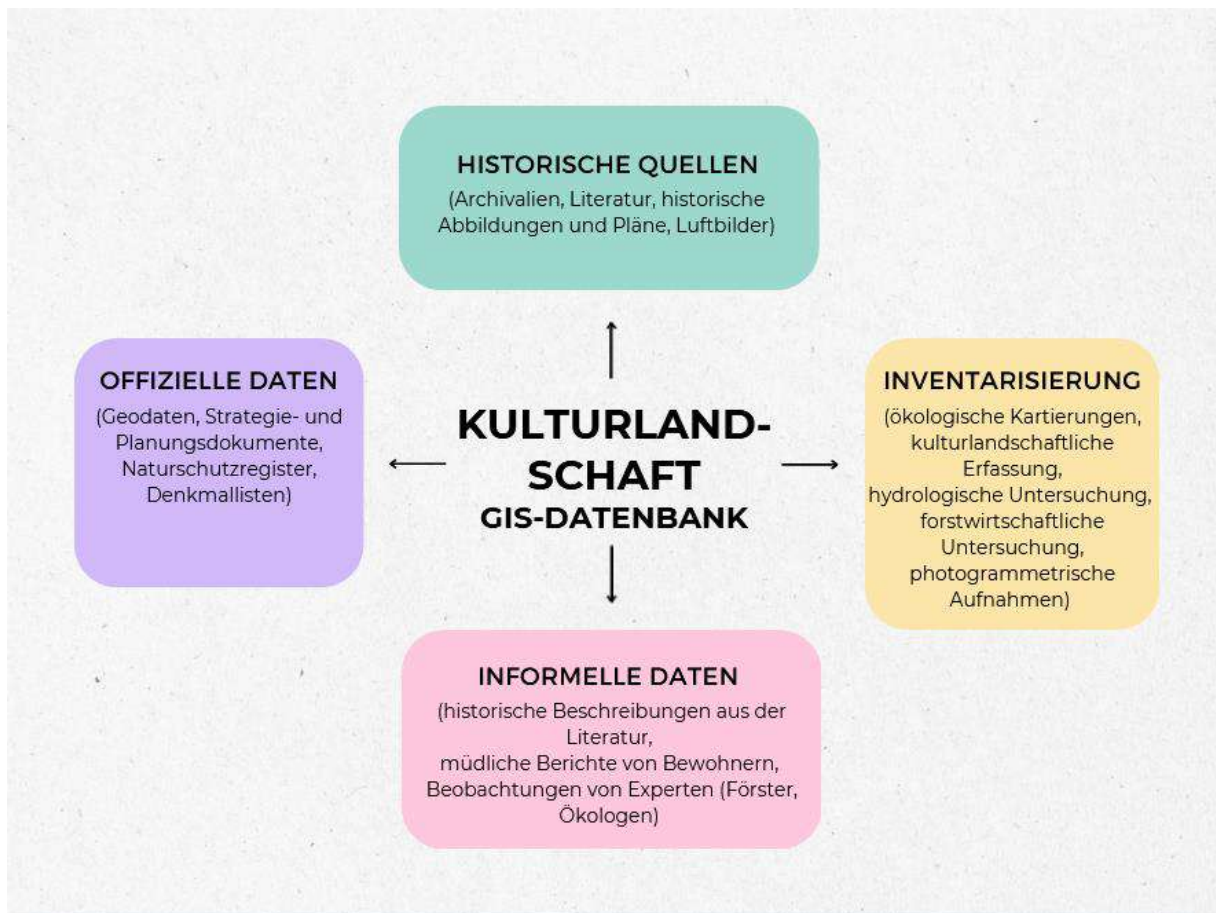 HISTORISCHE QUELLEN
(Archivalien, Literatur, historische
Abbildungen und Pläne, Luftbilder)
OFFIZIELLE DATEN
(Geodaten, Strategie- und
Planungsdokumente,
Naturschutzregister,
Denkmallisten)
KULTURLAND-
SCHAFT
GIS-DATENBANK
INVENTARISIERUNG
(ökologische Kartierungen,
kulturlandschaftliche
Erfassung,
hydrologische Untersuchung,
forstwirtschaftliche
Untersuchung,
photogrammetrische
Aufnahmen)
INFORMELLE DATEN
(historische Beschreibungen aus der
Literatur,
müdliche Berichte von Bewohnern,
Beobachtungen von Experten (Förster,
Ökologen)